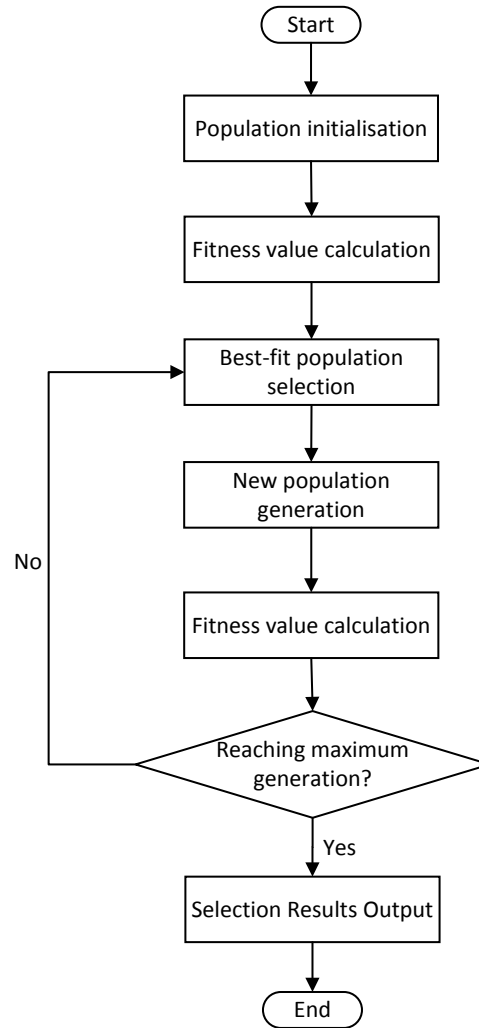 Start
Population initialisation
Fitness value calculation
Best-fit population
selection
New population
generation
No
Fitness value calculation
Reaching maximum
generation?
Yes
Selection Results Output
End